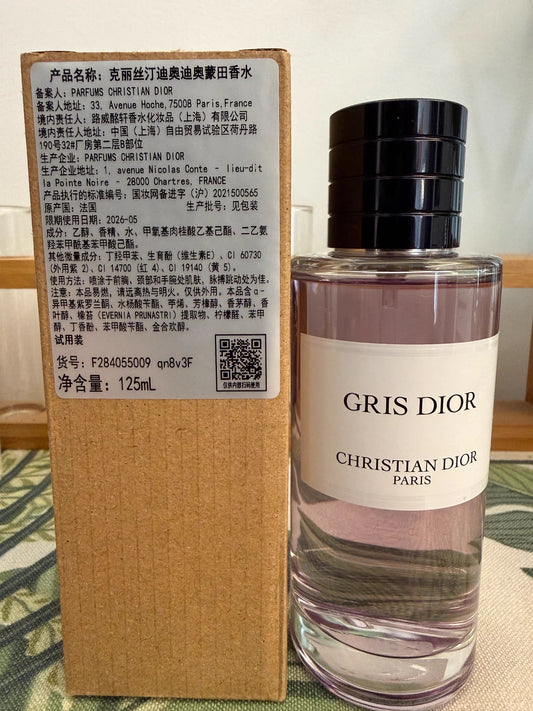 产品名称：克丽丝汀迪奥迪奥蒙田香水
备案人：PARFUMS CHRISTIAN DIOR
备案人地址：33, Avenue Hoche,75008 Paris,France
境内责任人：路威酩轩香水化妆品（上海）有限公司
境内责任人地址：中国（上海）自由贸易试验区荷丹路
190号32#厂房第二层B部位
生产企业：PARFUMS CHRISTIAN DIOR
生产企业地址：1, avenue Nicolas Conte - lieu-dit
la Pointe Noire - 28000 Chartres, FRANCE
产品执行的标准编号：国妆网备进字（沪）2021500565
原产国：法国 生产批号：见包装
限期使用日期：2026-05
成分：乙醇、香精、水、甲氧基肉桂酸乙基己酯、二乙氨
羟苯甲酰基苯甲酸己酯。
其他微量成分：丁羟甲苯、生育酚（维生素E）、CI 60730
（外用紫 2）、CI 14700（红 4）、CI 19140（黄 5）。
使用方法：喷涂于前胸、颈部和手腕处肌肤，脉搏跳动处为佳。
注意：本品易燃，请远离热与明火。仅供外用。本品含 α-
异甲基紫罗兰酮、水杨酸苄酯、苧烯、芳樟醇、香茅醇、香
叶醇、橡苔（EVERNIA PRUNASTRI）提取物、柠檬醛、苯甲
醇、丁香酚、苯甲酸苄酯、金合欢醇。
试用装
货号：F284055009 qn8v3F
净含量：125mL
仅供内部扫码使用
GRIS DIOR
CHRISTIAN DIOR
PARIS